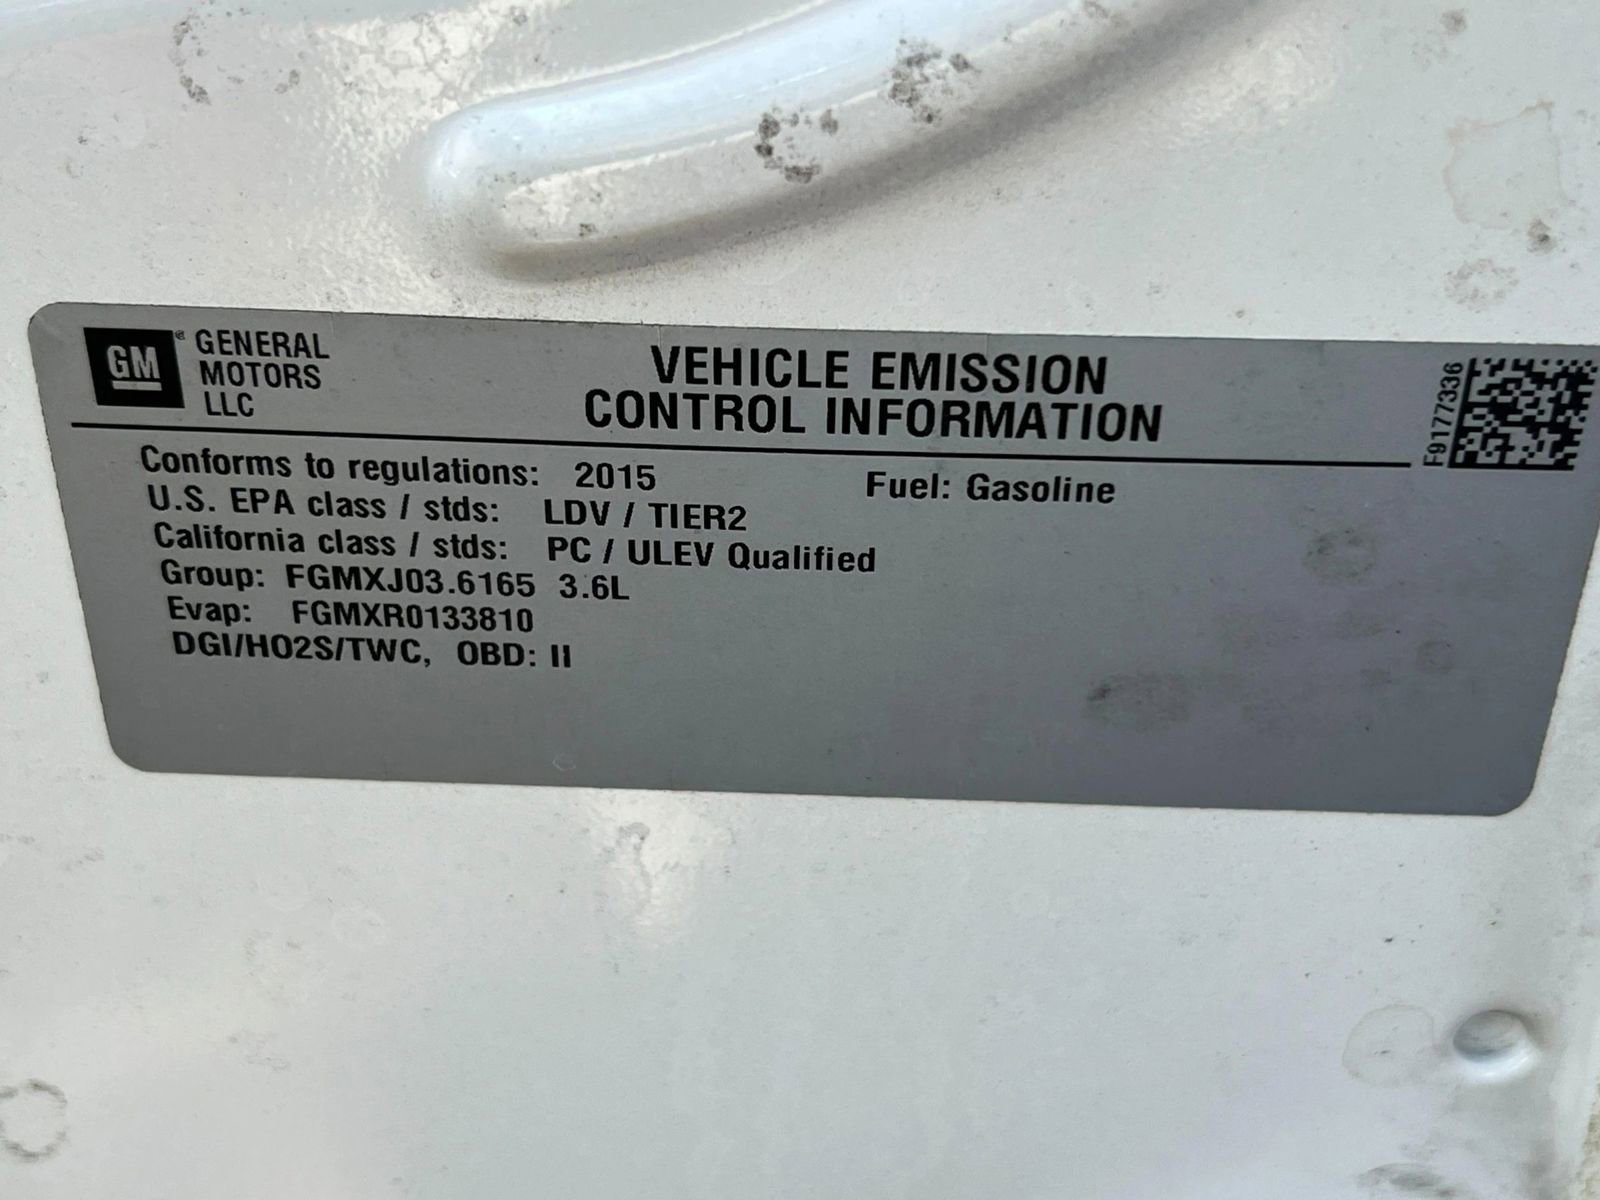 GM
GENERAL
MOTORS
LLC
VEHICLE EMISSION
CONTROL INFORMATION
F9177336
Conforms to regulations: 2015 Fuel: Gasoline
U.S. EPA class / stds: LDV / TIER2
California class / stds: PC / ULEV Qualified
Group: FGMXJ03.6165 3.6L
Evap: FGMXR0133810
DGI/HO2S/TWC, OBD: II